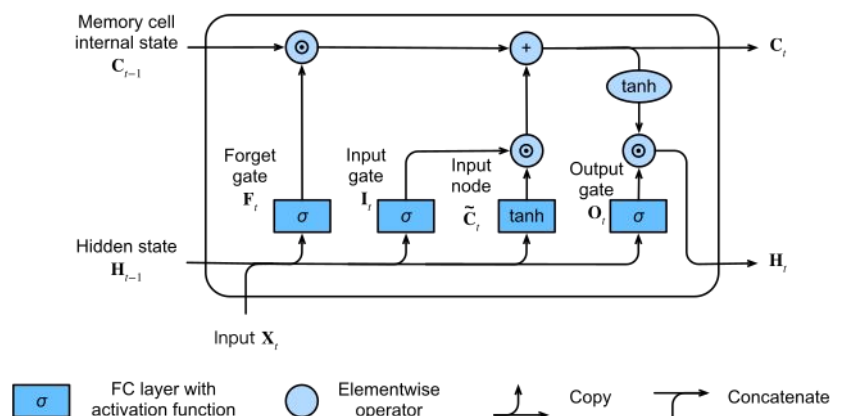 Memory cell
internal state
C_{t−1}
⊙
+
C_t
tanh
⊙
⊙
Forget
gate
F_t
Input
gate
I_t
Input
node
C̃_t
Output
gate
O_t
σ
σ
tanh
σ
Hidden state
H_{t−1}
H_t
Input X_t
σ
FC layer with
activation function
Elementwise
operator
Copy
Concatenate